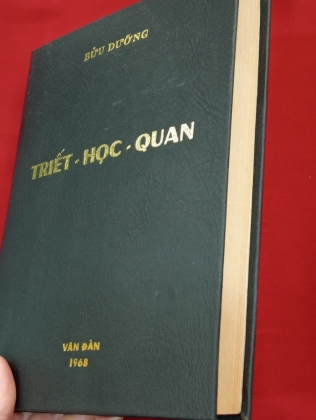 BỬU DƯỠNG
TRIẾT - HỌC - QUAN
VĂN ĐÀN
1968